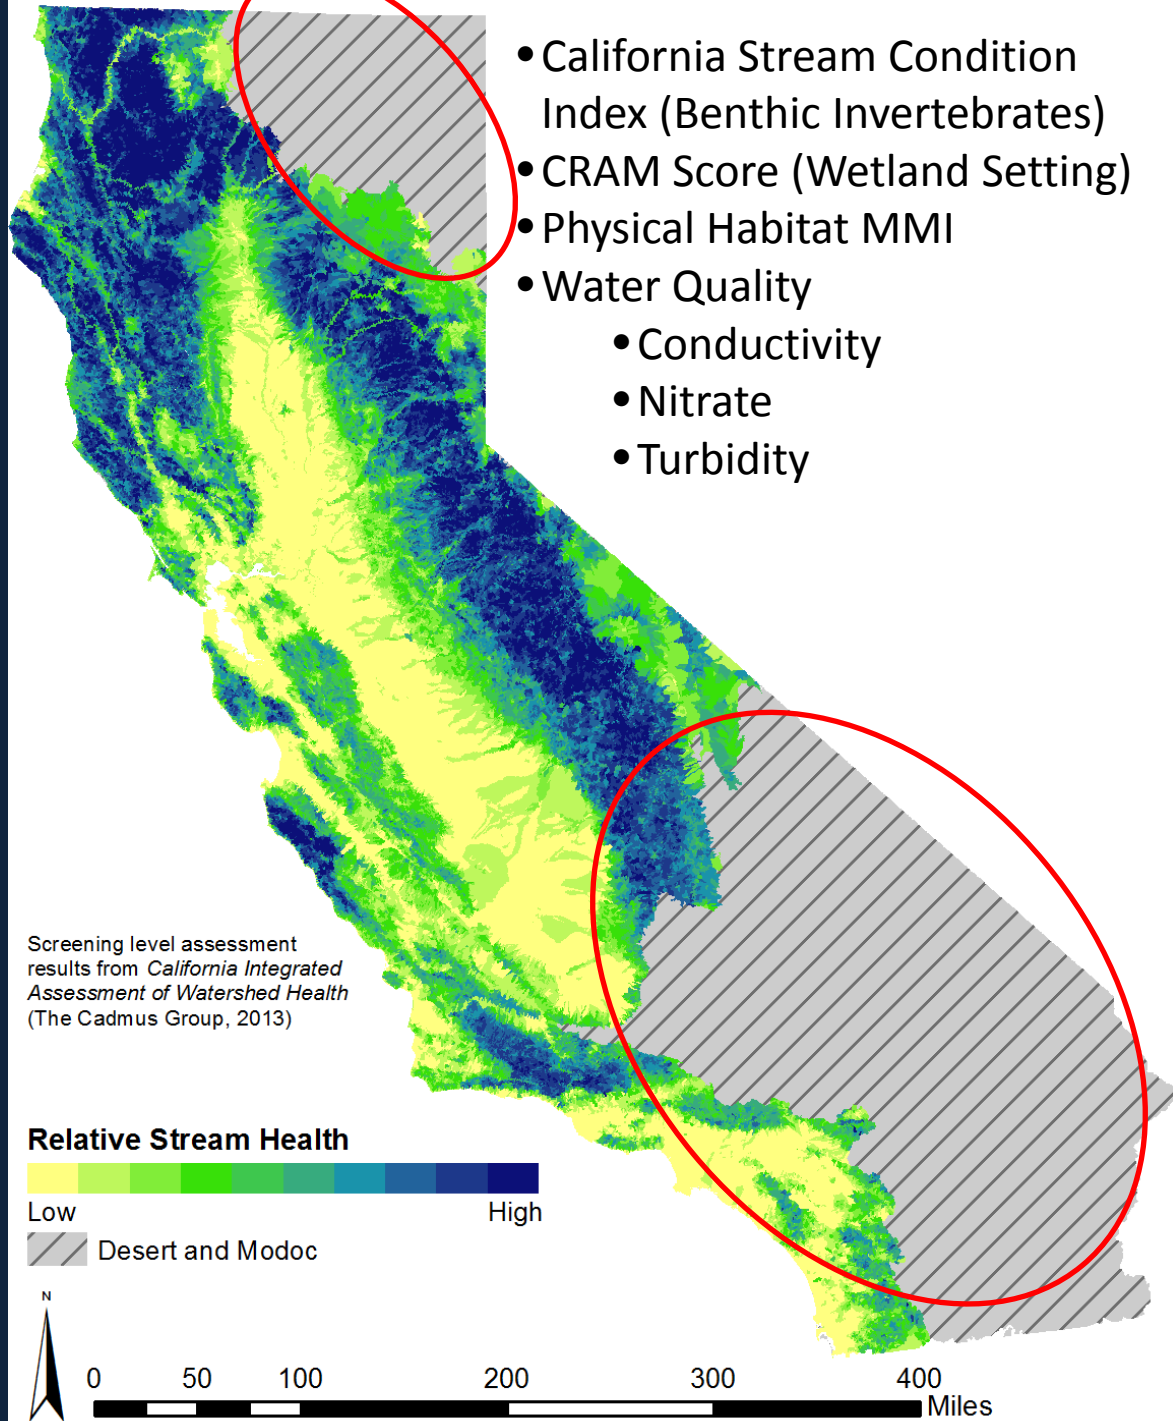 • California Stream Condition
Index (Benthic Invertebrates)
• CRAM Score (Wetland Setting)
• Physical Habitat MMI
• Water Quality
• Conductivity
• Nitrate
• Turbidity
Screening level assessment
results from California Integrated
Assessment of Watershed Health
(The Cadmus Group, 2013)
Relative Stream Health
Low High
Desert and Modoc
N
0 50 100 200 300 400
Miles